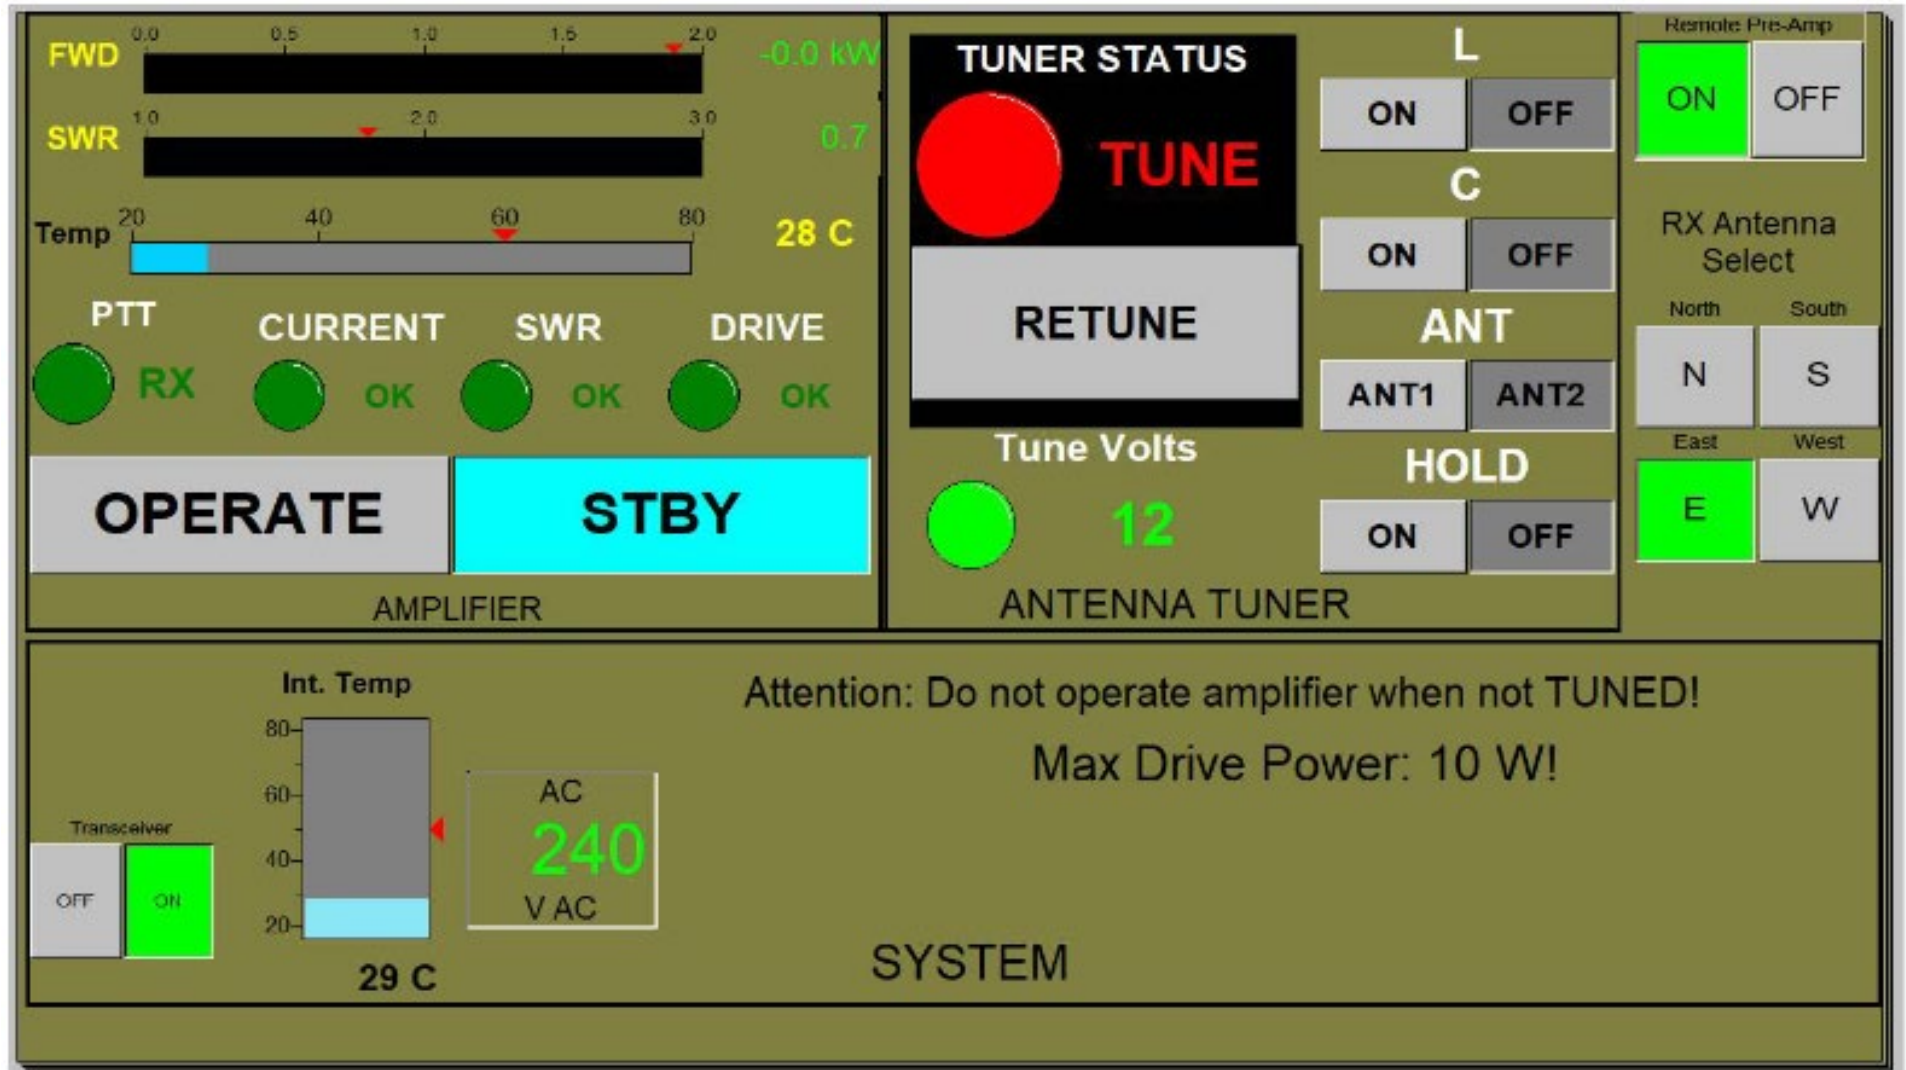 FWD
0.0 0.5 1.0 1.5 2.0
-0.0 kW
SWR
1.0 2.0 3.0
0.7
Temp
20 40 60 80
28 C
PTT
RX
CURRENT
OK
SWR
OK
DRIVE
OK
OPERATE
STBY
AMPLIFIER
TUNER STATUS
TUNE
RETUNE
Tune Volts
12
L
ON OFF
C
ON OFF
ANT
ANT1 ANT2
HOLD
ON OFF
ANTENNA TUNER
Remote Pre-Amp
ON OFF
RX Antenna
Select
North South
N S
East West
E W
Transceiver
OFF ON
Int. Temp
80
60
40
20
29 C
AC
240
V AC
Attention: Do not operate amplifier when not TUNED!
Max Drive Power: 10 W!
SYSTEM